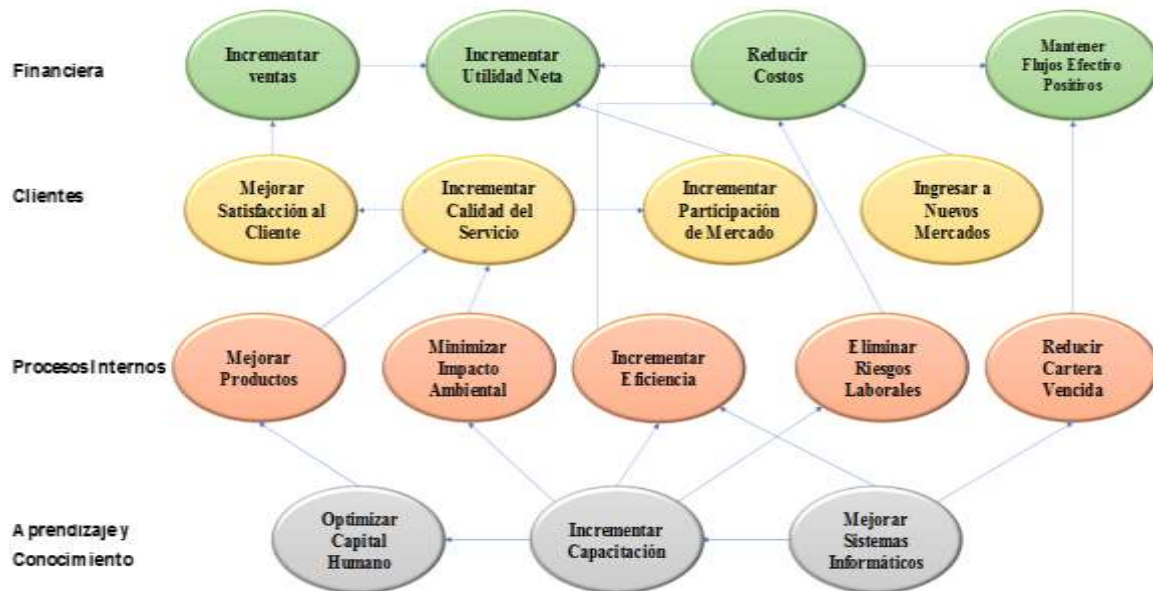 Financiera
Incrementar
ventas
Incrementar
Utilidad Neta
Reducir
Costos
Mantener
Flujos Efectivo
Positivos
Clientes
Mejorar
Satisfacción al
Cliente
Incrementar
Calidad del
Servicio
Incrementar
Participación
de Mercado
Ingresar a
Nuevos
Mercados
Procesos Internos
Mejorar
Productos
Minimizar
Impacto
Ambiental
Incrementar
Eficiencia
Eliminar
Riesgos
Laborales
Reducir
Cartera
Vencida
Aprendizaje y
Conocimiento
Optimizar
Capital
Humano
Incrementar
Capacitación
Mejorar
Sistemas
Informáticos